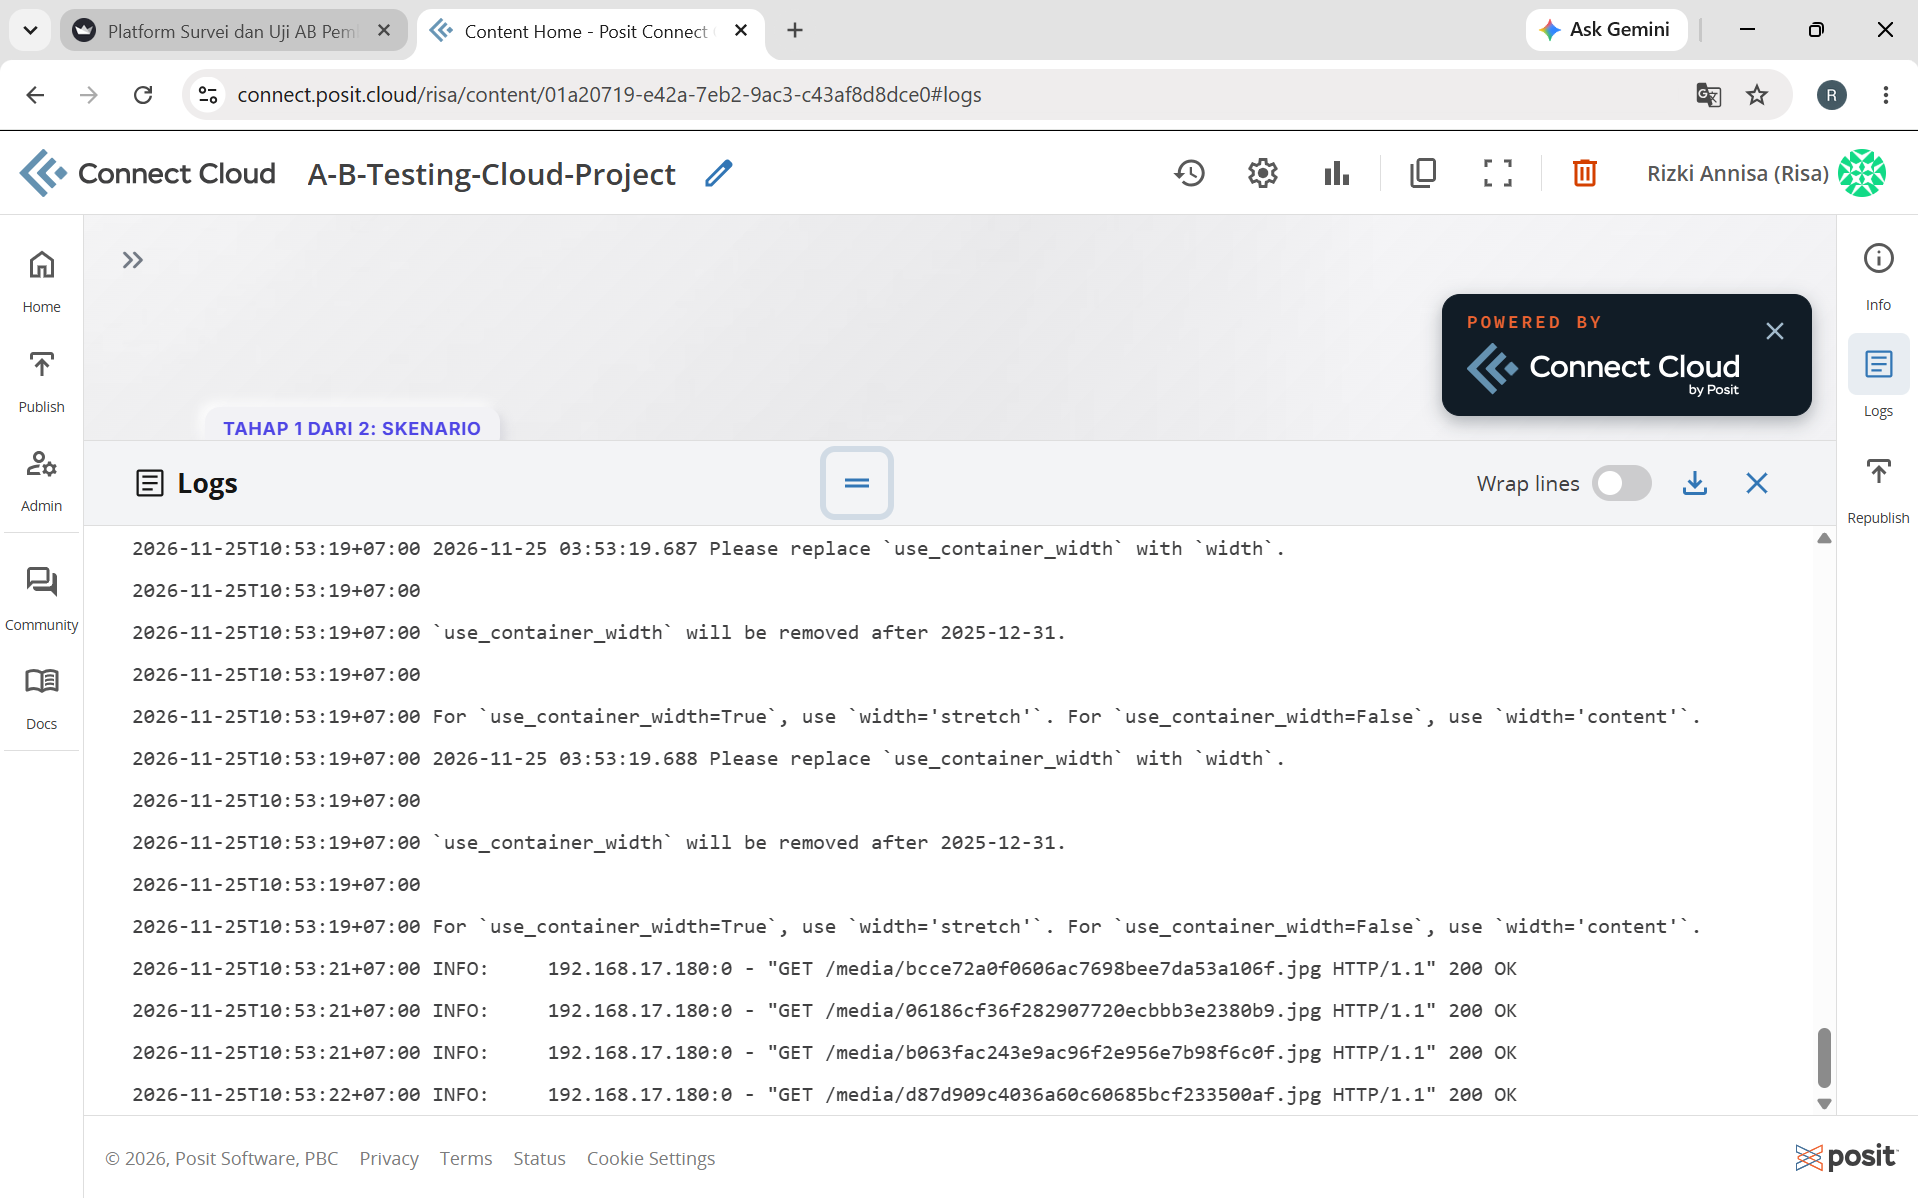 Platform Survei dan Uji AB Pem
Content Home - Posit Connect
Ask Gemini
connect.posit.cloud/risa/content/01a20719-e42a-7eb2-9ac3-c43af8d8dce0#logs
R
Connect Cloud
A-B-Testing-Cloud-Project
Rizki Annisa (Risa)
Home
Publish
Admin
Community
Docs
POWERED BY
Connect Cloud
by Posit
TAHAP 1 DARI 2: SKENARIO
Info
Logs
Republish
Logs
Wrap lines
2026-11-25T10:53:19+07:00 2026-11-25 03:53:19.687 Please replace `use_container_width` with `width`.
2026-11-25T10:53:19+07:00
2026-11-25T10:53:19+07:00 `use_container_width` will be removed after 2025-12-31.
2026-11-25T10:53:19+07:00
2026-11-25T10:53:19+07:00 For `use_container_width=True`, use `width='stretch'`. For `use_container_width=False`, use `width='content'`.
2026-11-25T10:53:19+07:00 2026-11-25 03:53:19.688 Please replace `use_container_width` with `width`.
2026-11-25T10:53:19+07:00
2026-11-25T10:53:19+07:00 `use_container_width` will be removed after 2025-12-31.
2026-11-25T10:53:19+07:00
2026-11-25T10:53:19+07:00 For `use_container_width=True`, use `width='stretch'`. For `use_container_width=False`, use `width='content'`.
2026-11-25T10:53:21+07:00 INFO:     192.168.17.180:0 - "GET /media/bcce72a0f0606ac7698bee7da53a106f.jpg HTTP/1.1" 200 OK
2026-11-25T10:53:21+07:00 INFO:     192.168.17.180:0 - "GET /media/06186cf36f282907720ecbbb3e2380b9.jpg HTTP/1.1" 200 OK
2026-11-25T10:53:21+07:00 INFO:     192.168.17.180:0 - "GET /media/b063fac243e9ac96f2e956e7b98f6c0f.jpg HTTP/1.1" 200 OK
2026-11-25T10:53:22+07:00 INFO:     192.168.17.180:0 - "GET /media/d87d909c4036a60c60685bcf233500af.jpg HTTP/1.1" 200 OK
© 2026, Posit Software, PBC
Privacy
Terms
Status
Cookie Settings
posit